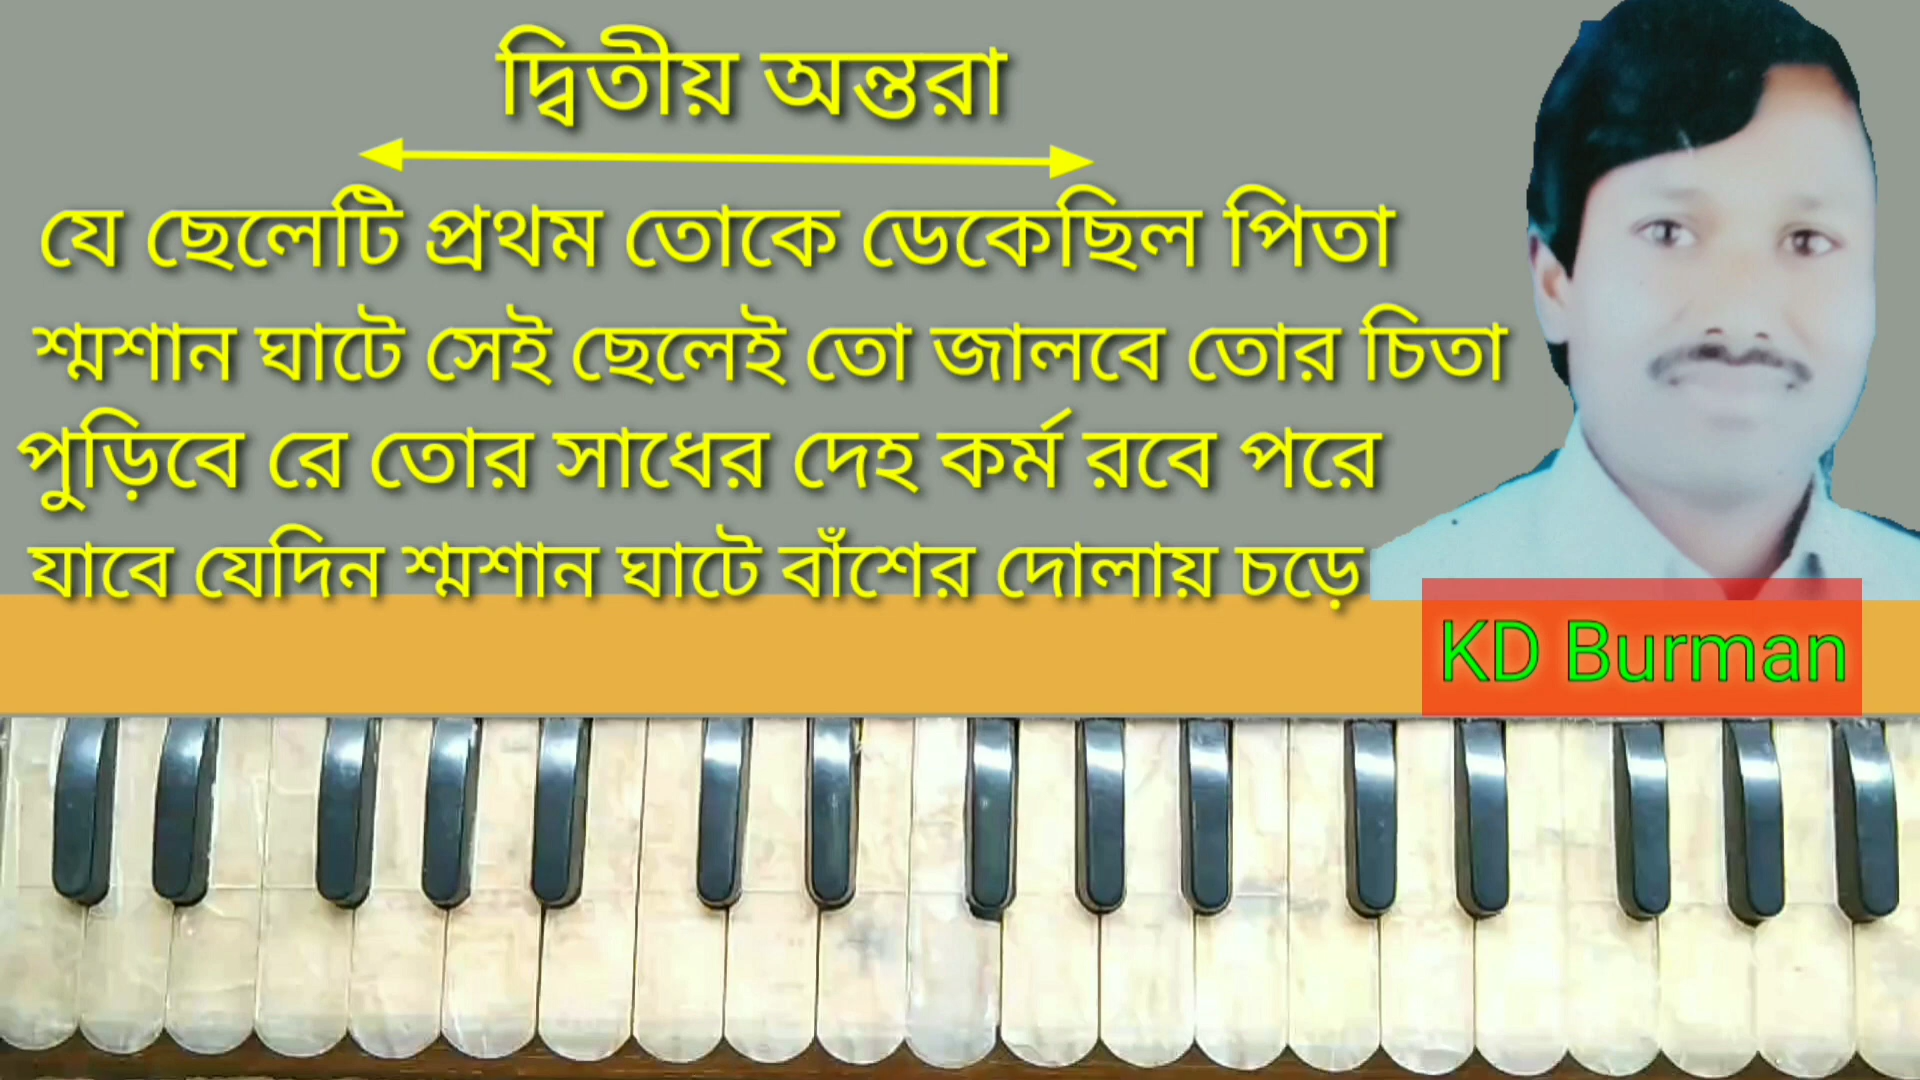 দ্বিতীয় অন্তরা
যে ছেলেটি প্রথম তোকে ডেকেছিল পিতা
শ্মশান ঘাটে সেই ছেলেই তো জালবে তোর চিতা
পুড়িবে রে তোর সাধের দেহ কর্ম রবে পরে
যাবে যেদিন শ্মশান ঘাটে বাঁশের দোলায় চড়ে
KD Burman